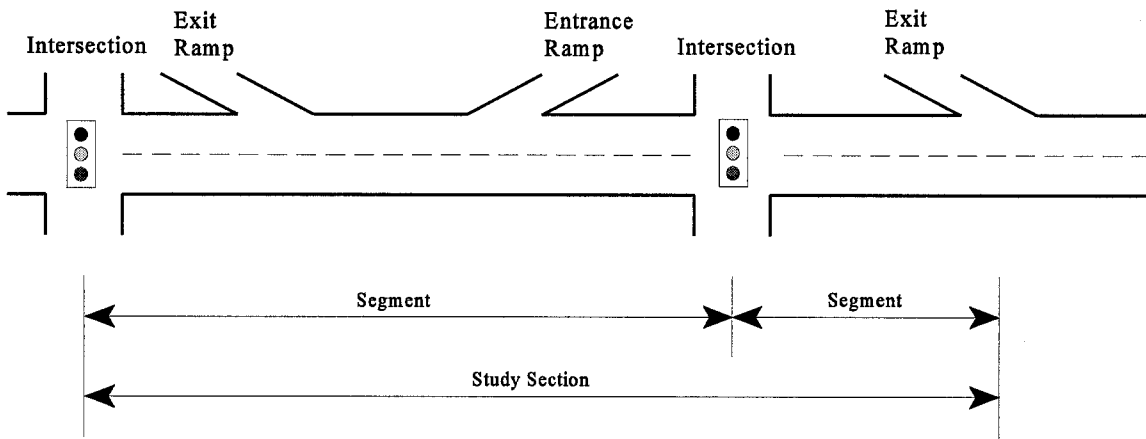 Exit
Ramp
Intersection
Entrance
Ramp
Intersection
Exit
Ramp
Segment
Segment
Study Section